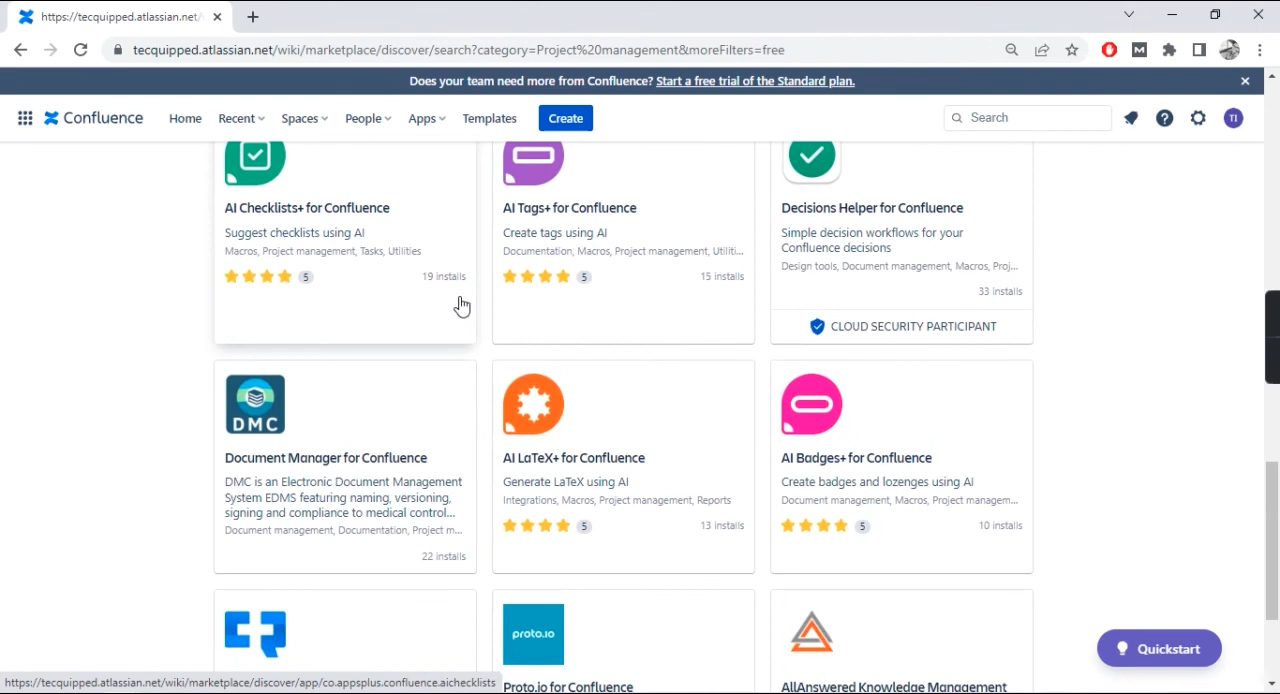 https://tecquipped.atlassian.net/
tecquipped.atlassian.net/wiki/marketplace/discover/search?category=Project%20management&moreFilters=free
Does your team need more from Confluence? Start a free trial of the Standard plan.
Confluence
Home
Recent
Spaces
People
Apps
Templates
Create
Search
TI
AI Checklists+ for Confluence
Suggest checklists using AI
Macros, Project management, Tasks, Utilities
5
19 installs
AI Tags+ for Confluence
Create tags using AI
Documentation, Macros, Project management, Utiliti...
5
15 installs
Decisions Helper for Confluence
Simple decision workflows for your
Confluence decisions
Design tools, Document management, Macros, Proj...
33 installs
CLOUD SECURITY PARTICIPANT
DMC
Document Manager for Confluence
DMC is an Electronic Document Management
System EDMS featuring naming, versioning,
signing and compliance to medical control...
Document management, Documentation, Project m...
22 installs
AI LaTeX+ for Confluence
Generate LaTeX using AI
Integrations, Macros, Project management, Reports
5
13 installs
AI Badges+ for Confluence
Create badges and lozenges using AI
Document management, Macros, Project managem...
5
10 installs
proto.io
Proto.io for Confluence
AllAnswered Knowledge Management
Quickstart
https://tecquipped.atlassian.net/wiki/marketplace/discover/app/co.appsplus.confluence.aichecklists